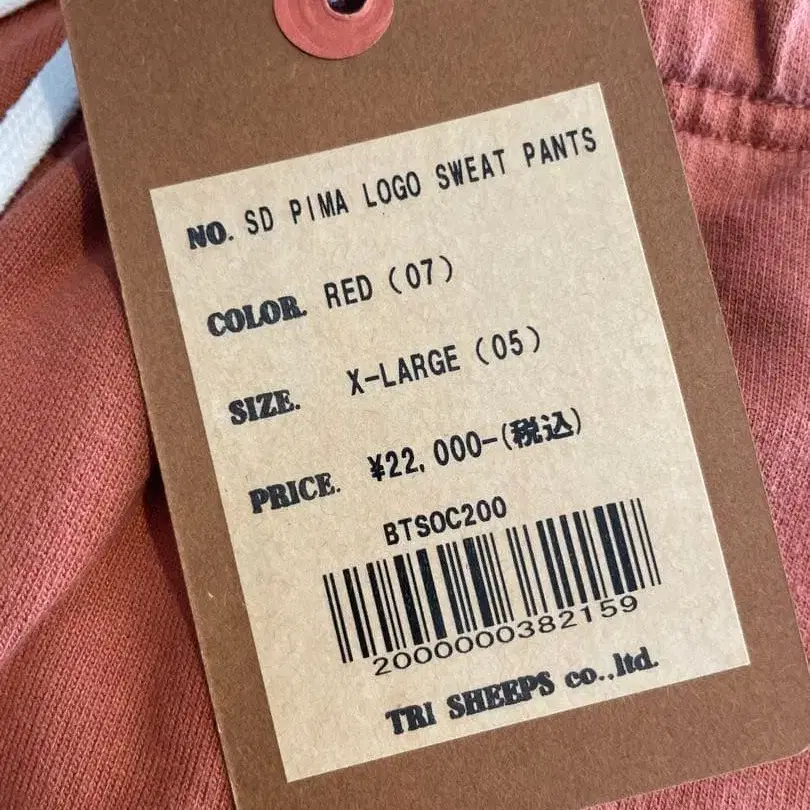 NO. SD PIMA LOGO SWEAT PANTS
COLOR. RED (07)
SIZE. X-LARGE (05)
PRICE. ¥22,000-(税込)
BTSOC200
2000000382159
TRI SHEEPS co.,ltd.